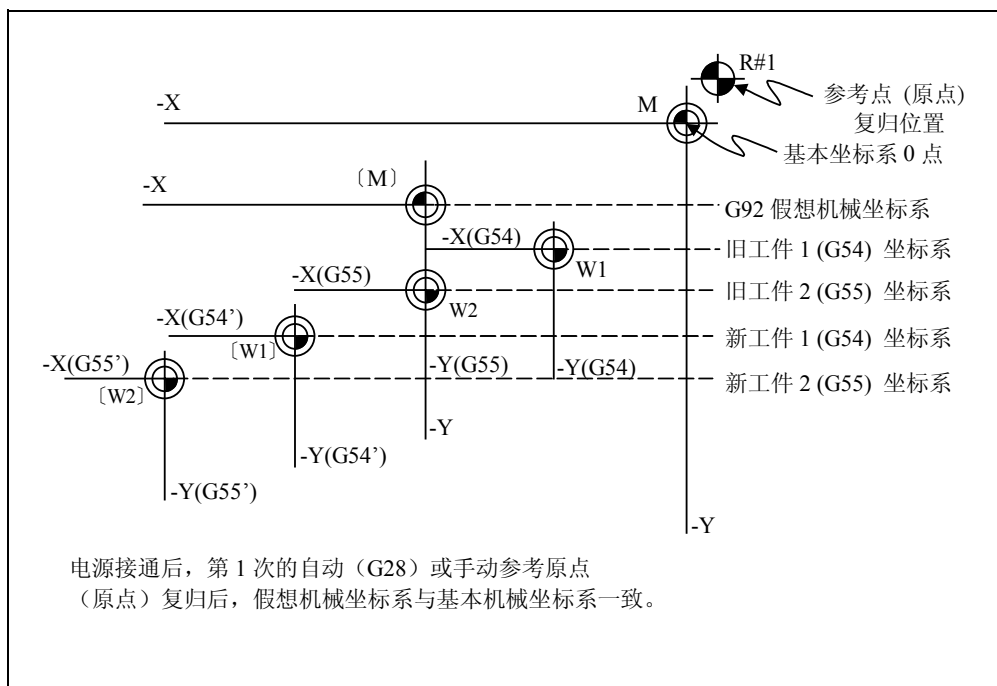 R#1
参考点 (原点)
复归位置
-X
M
基本坐标系 0 点
-X
〔M〕
G92 假想机械坐标系
-X(G54)
旧工件 1 (G54) 坐标系
W1
-X(G55)
旧工件 2 (G55) 坐标系
W2
-X(G54’)
新工件 1 (G54) 坐标系
〔W1〕
-X(G55’)
-Y(G55)
-Y(G54)
新工件 2 (G55) 坐标系
〔W2〕
-Y
-Y(G54’)
-Y(G55’)
-Y
电源接通后，第 1 次的自动（G28）或手动参考原点
（原点）复归后，假想机械坐标系与基本机械坐标系一致。